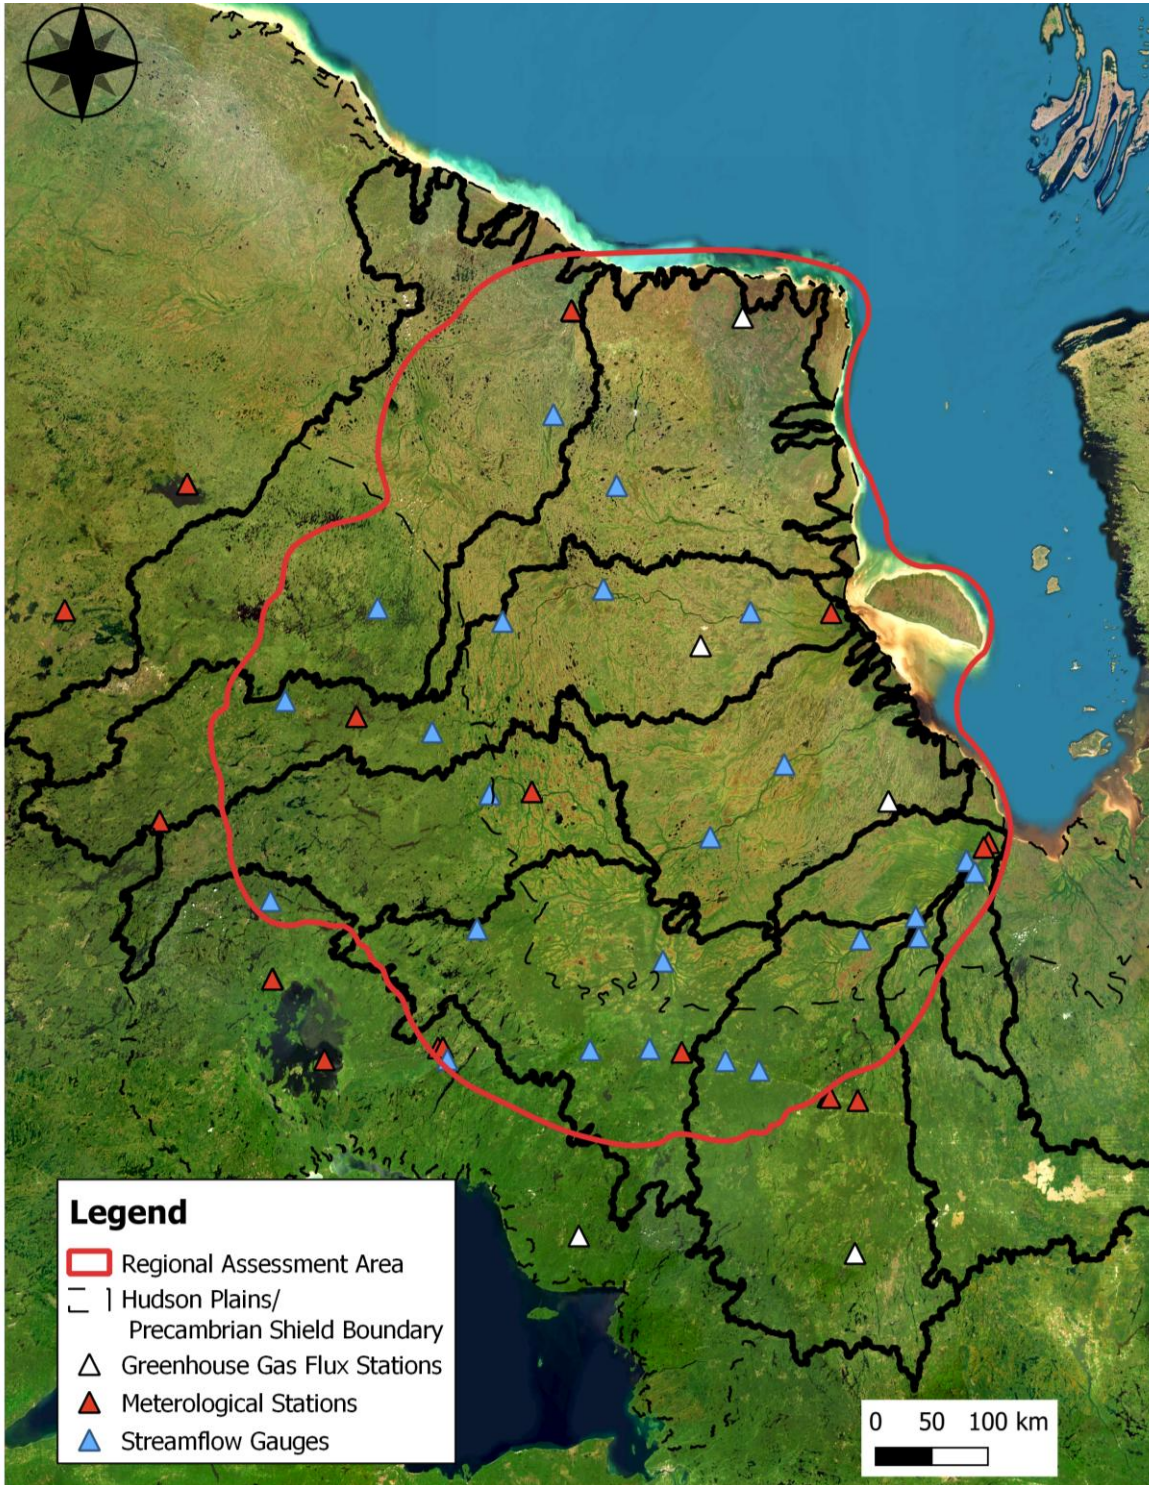 Legend
Regional Assessment Area
Hudson Plains/
Precambrian Shield Boundary
Greenhouse Gas Flux Stations
Meterological Stations
Streamflow Gauges
0 50 100 km